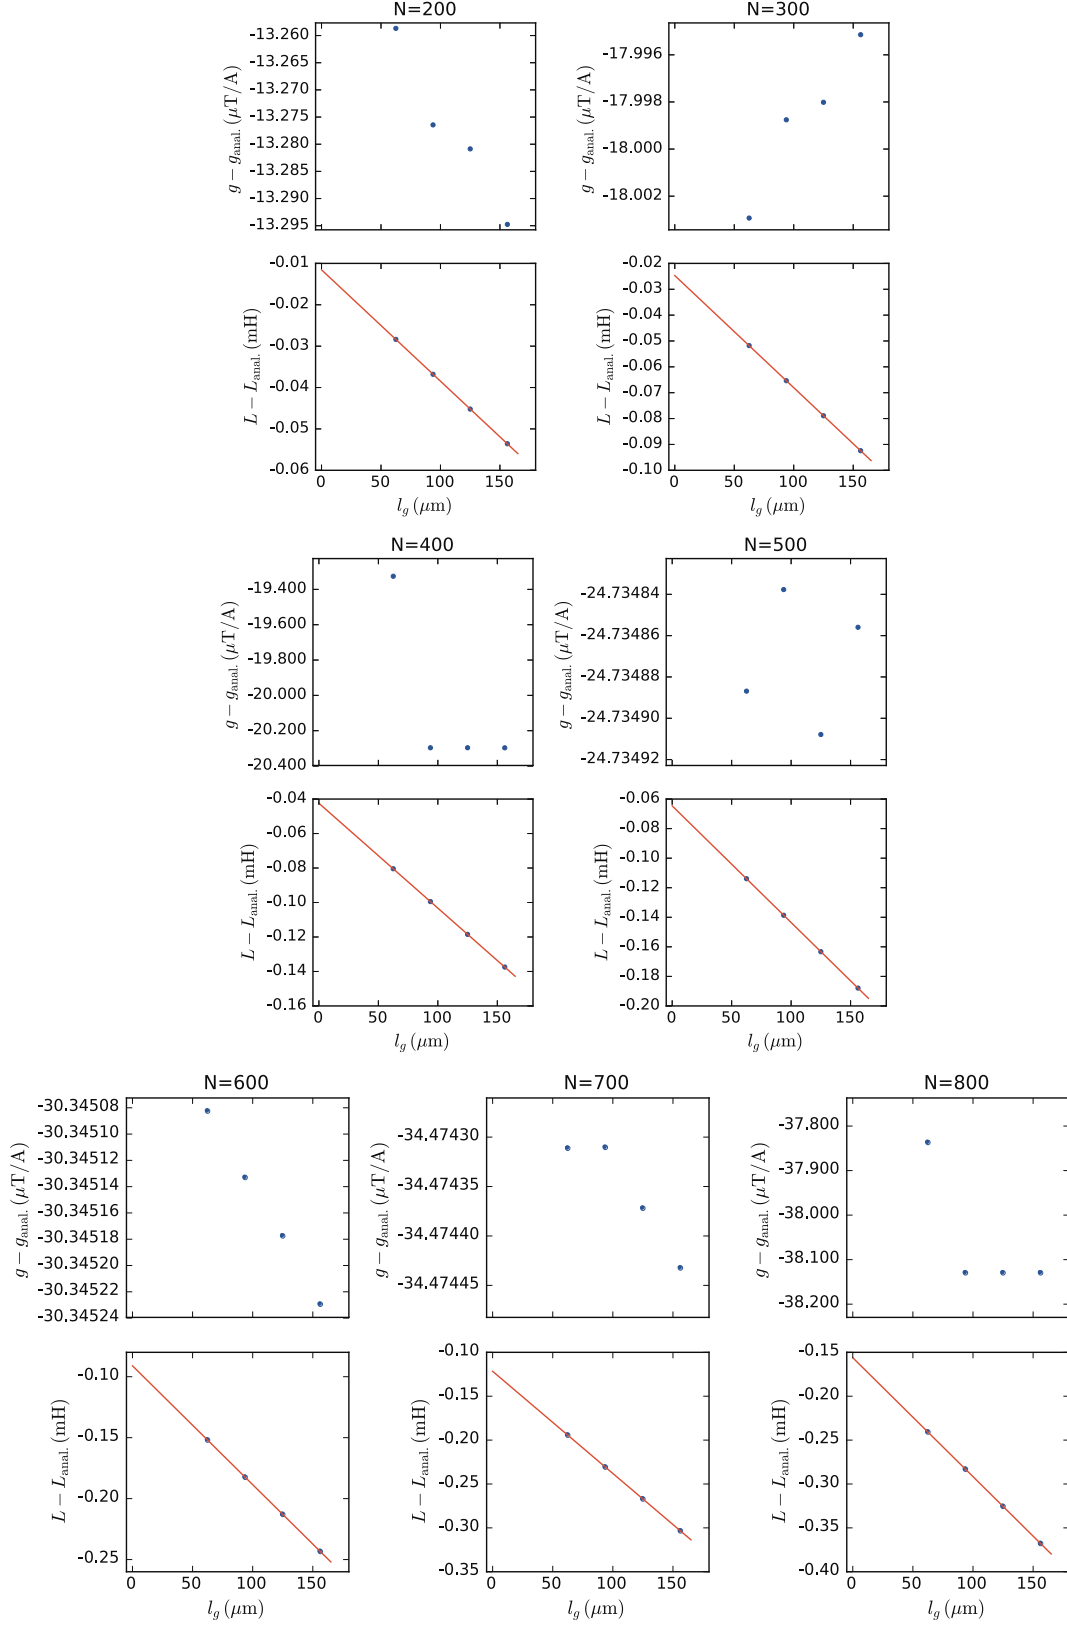 N=200
N=300
-13.260
-13.265
-13.270
-13.275
-13.280
-13.285
-13.290
-13.295
g − g_anal. (μT/A)
-17.996
-17.998
-18.000
-18.002
g − g_anal. (μT/A)
-0.01
-0.02
-0.03
-0.04
-0.05
-0.06
L − L_anal. (mH)
0 50 100 150
l_g (μm)
-0.02
-0.03
-0.04
-0.05
-0.06
-0.07
-0.08
-0.09
-0.10
L − L_anal. (mH)
0 50 100 150
l_g (μm)
N=400
N=500
-19.400
-19.600
-19.800
-20.000
-20.200
-20.400
g − g_anal. (μT/A)
-24.73484
-24.73486
-24.73488
-24.73490
-24.73492
g − g_anal. (μT/A)
-0.04
-0.06
-0.08
-0.10
-0.12
-0.14
-0.16
L − L_anal. (mH)
0 50 100 150
l_g (μm)
-0.06
-0.08
-0.10
-0.12
-0.14
-0.16
-0.18
-0.20
L − L_anal. (mH)
0 50 100 150
l_g (μm)
N=600
N=700
N=800
-30.34508
-30.34510
-30.34512
-30.34514
-30.34516
-30.34518
-30.34520
-30.34522
-30.34524
g − g_anal. (μT/A)
-34.47430
-34.47435
-34.47440
-34.47445
g − g_anal. (μT/A)
-37.800
-37.900
-38.000
-38.100
-38.200
g − g_anal. (μT/A)
-0.10
-0.15
-0.20
-0.25
L − L_anal. (mH)
0 50 100 150
l_g (μm)
-0.10
-0.15
-0.20
-0.25
-0.30
-0.35
L − L_anal. (mH)
0 50 100 150
l_g (μm)
-0.15
-0.20
-0.25
-0.30
-0.35
-0.40
L − L_anal. (mH)
0 50 100 150
l_g (μm)